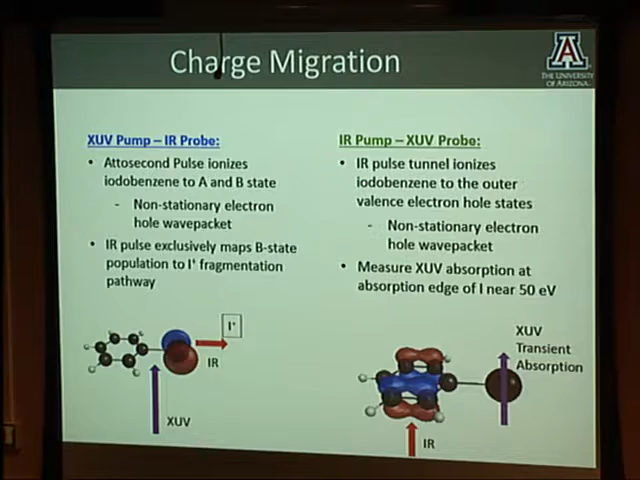 Charge Migration
A
THE UNIVERSITY
OF ARIZONA.
XUV Pump – IR Probe:
• Attosecond Pulse ionizes
iodobenzene to A and B state
- Non-stationary electron
hole wavepacket
• IR pulse exclusively maps B-state
population to I⁺ fragmentation
pathway
I⁺
IR
XUV
IR Pump – XUV Probe:
• IR pulse tunnel ionizes
iodobenzene to the outer
valence electron hole states
- Non-stationary electron
hole wavepacket
• Measure XUV absorption at
absorption edge of I near 50 eV
XUV
Transient
Absorption
IR